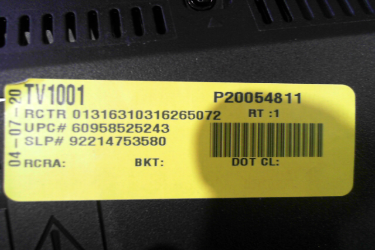 04-07-20
TV1001
P20054811
RCTR 01316310316265072
RT :1
UPC# 60958525243
SLP# 92214753580
RCRA:
BKT:
DOT CL: